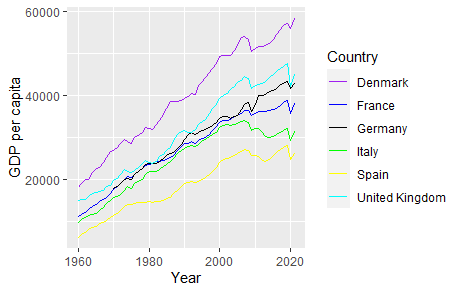 60000
40000
20000
GDP per capita
1960
1980
2000
2020
Year
Country
Denmark
France
Germany
Italy
Spain
United Kingdom